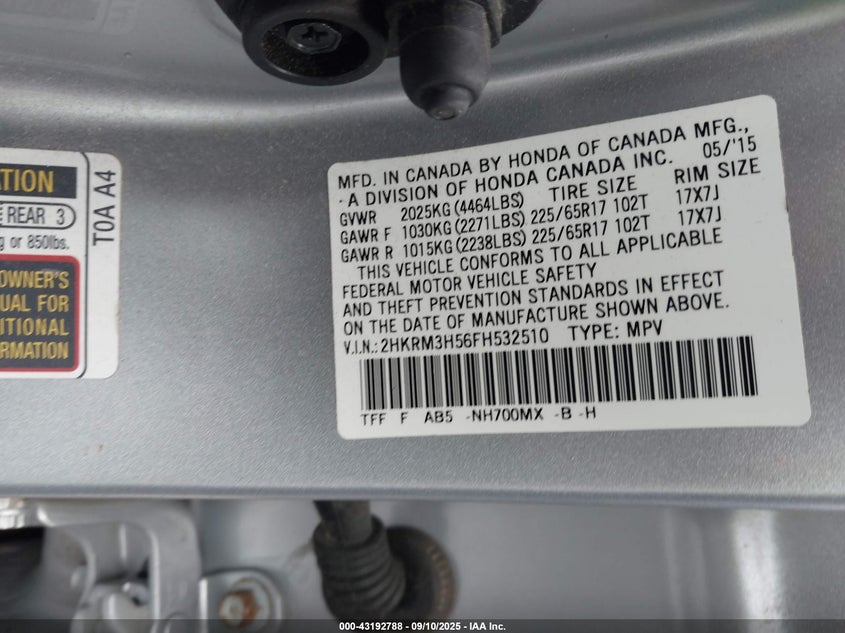 ATION
REAR 3
g or 850lbs.
OWNER'S
UAL FOR
ITIONAL
RMATION
T0A A4
MFD. IN CANADA BY HONDA OF CANADA MFG.,
- A DIVISION OF HONDA CANADA INC. 05/'15
GVWR 2025KG(4464LBS) TIRE SIZE RIM SIZE
GAWR F 1030KG(2271LBS) 225/65R17 102T 17X7J
GAWR R 1015KG(2238LBS) 225/65R17 102T 17X7J
THIS VEHICLE CONFORMS TO ALL APPLICABLE
FEDERAL MOTOR VEHICLE SAFETY
AND THEFT PREVENTION STANDARDS IN EFFECT
ON THE DATE OF MANUFACTURE SHOWN ABOVE.
V.I.N.: 2HKRM3H56FH532510 TYPE: MPV
TFF F AB5 -NH700MX -B -H
000-43192788 - 09/10/2025 - IAA Inc.